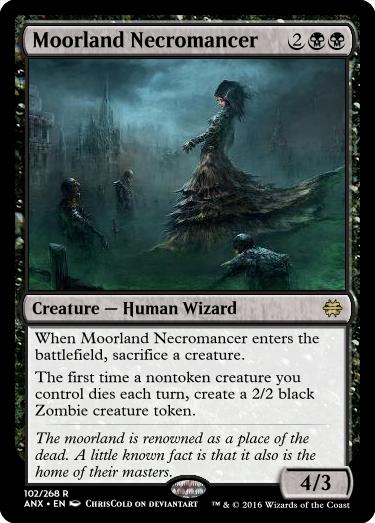 Moorland Necromancer 2
Creature — Human Wizard
When Moorland Necromancer enters the
battlefield, sacrifice a creature.
The first time a nontoken creature you
control dies each turn, create a 2/2 black
Zombie creature token.
The moorland is renowned as a place of the
dead. A little known fact is that it also is the
home of their masters.
4/3
102/268 R
ANX • EN ChrisCold on deviantart ™ & © 2016 Wizards of the Coast